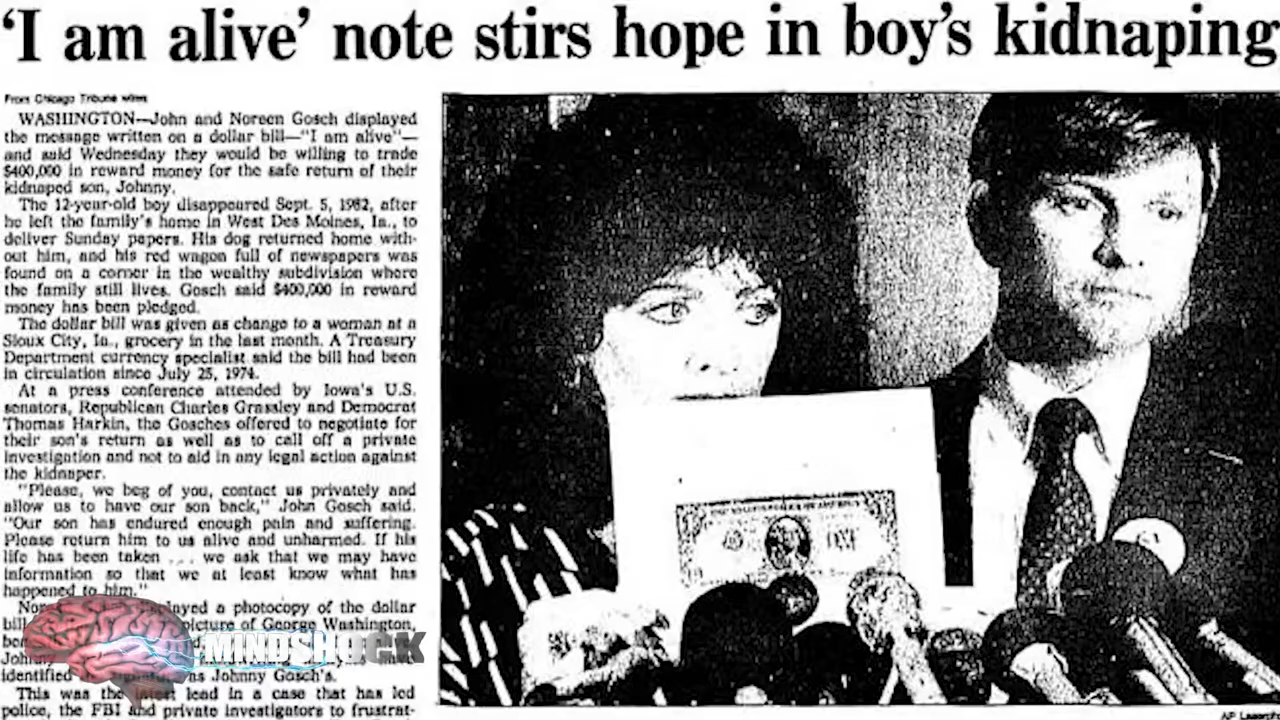 ‘I am alive’ note stirs hope in boy’s kidnaping
From Chicago Tribune wires
WASHINGTON—John and Noreen Gosch displayed
the message written on a dollar bill—"I am alive"—
and said Wednesday they would be willing to trade
$400,000 in reward money for the safe return of their
kidnaped son, Johnny.
The 12-year-old boy disappeared Sept. 5, 1982, after
he left the family's home in West Des Moines, Ia., to
deliver Sunday papers. His dog returned home with-
out him, and his red wagon full of newspapers was
found on a corner in the wealthy subdivision where
the family still lives. Gosch said $400,000 in reward
money has been pledged.
The dollar bill was given as change to a woman at a
Sioux City, Ia., grocery in the last month. A Treasury
Department currency specialist said the bill had been
in circulation since July 25, 1974.
At a press conference attended by Iowa's U.S.
senators, Republican Charles Grassley and Democrat
Thomas Harkin, the Gosches offered to negotiate for
their son's return as well as to call off a private
investigation and not to aid in any legal action against
the kidnaper.
"Please, we beg of you, contact us privately and
allow us to have our son back," John Gosch said.
"Our son has endured enough pain and suffering.
Please return him to us alive and unharmed. If his
life has been taken . . . we ask that we may have
information so that we at least know what has
happened to him."
played a photocopy of the dollar
bill picture of George Washington,
MINDSHOCK
identified as Johnny Gosch's.
This was the latest lead in a case that has led
police, the FBI and private investigators to frustrat-
AP Laserphoto